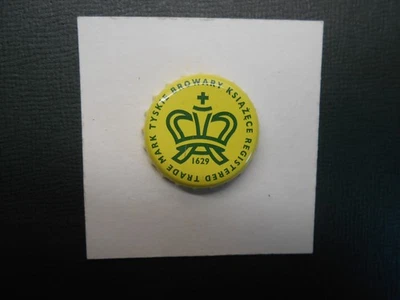 TYSKIE BROWARY KSIĄŻĘCE REGISTERED TRADE MARK
1629